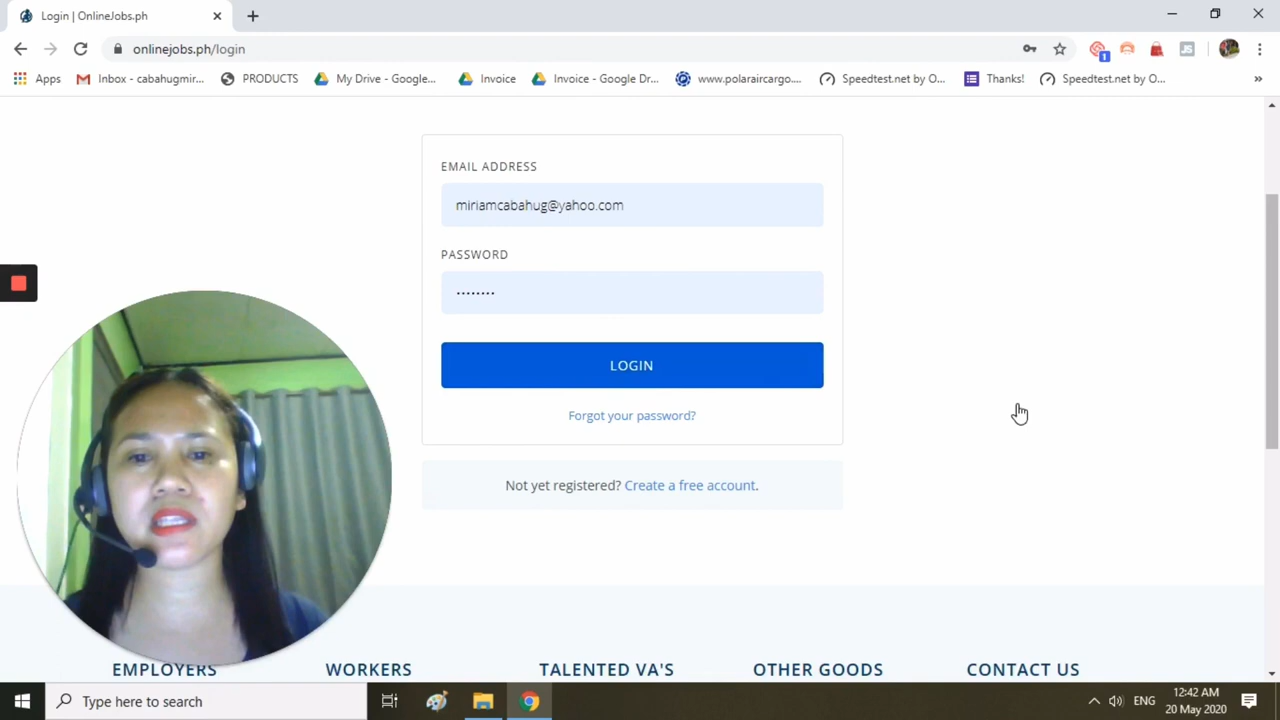 Login | OnlineJobs.ph
onlinejobs.ph/login
1
JS
Apps
Inbox - cabahugmir...
PRODUCTS
My Drive - Google...
Invoice
Invoice - Google Dr...
www.polaraircargo....
Speedtest.net by O...
Thanks!
Speedtest.net by O...
»
EMAIL ADDRESS
miriamcabahug@yahoo.com
PASSWORD
........
LOGIN
Forgot your password?
Not yet registered? Create a free account.
EMPLOYERS
WORKERS
TALENTED VA'S
OTHER GOODS
CONTACT US
Type here to search
ENG
12:42 AM
20 May 2020